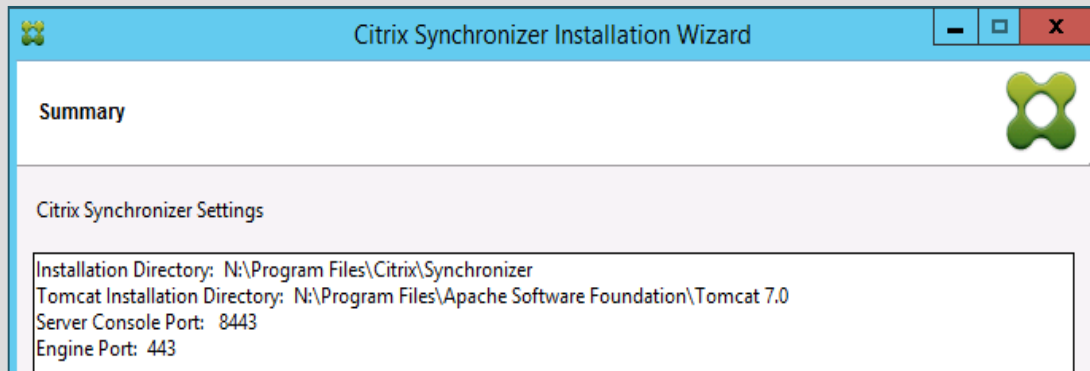 Citrix Synchronizer Installation Wizard
Summary
Citrix Synchronizer Settings
Installation Directory:  N:\Program Files\Citrix\Synchronizer
Tomcat Installation Directory:  N:\Program Files\Apache Software Foundation\Tomcat 7.0
Server Console Port:   8443
Engine Port:  443